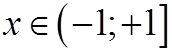 x ∈ (−1; +1]